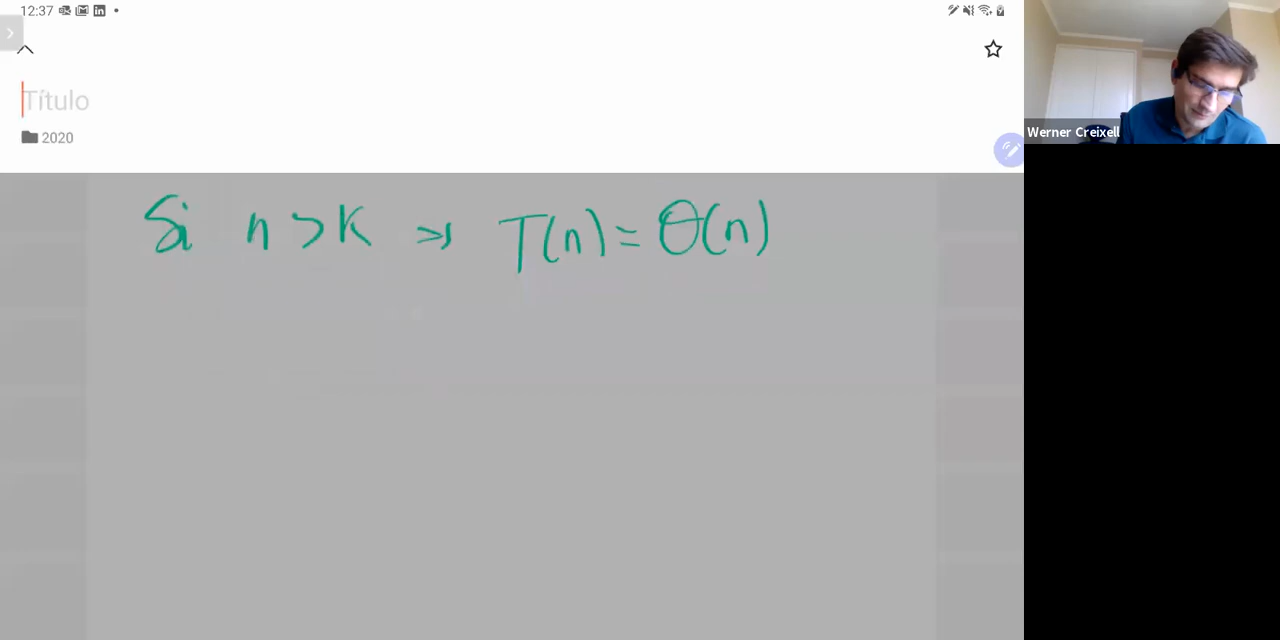 12:37
Título
2020
Werner Creixell
Si n > K => T(n) = Θ(n)